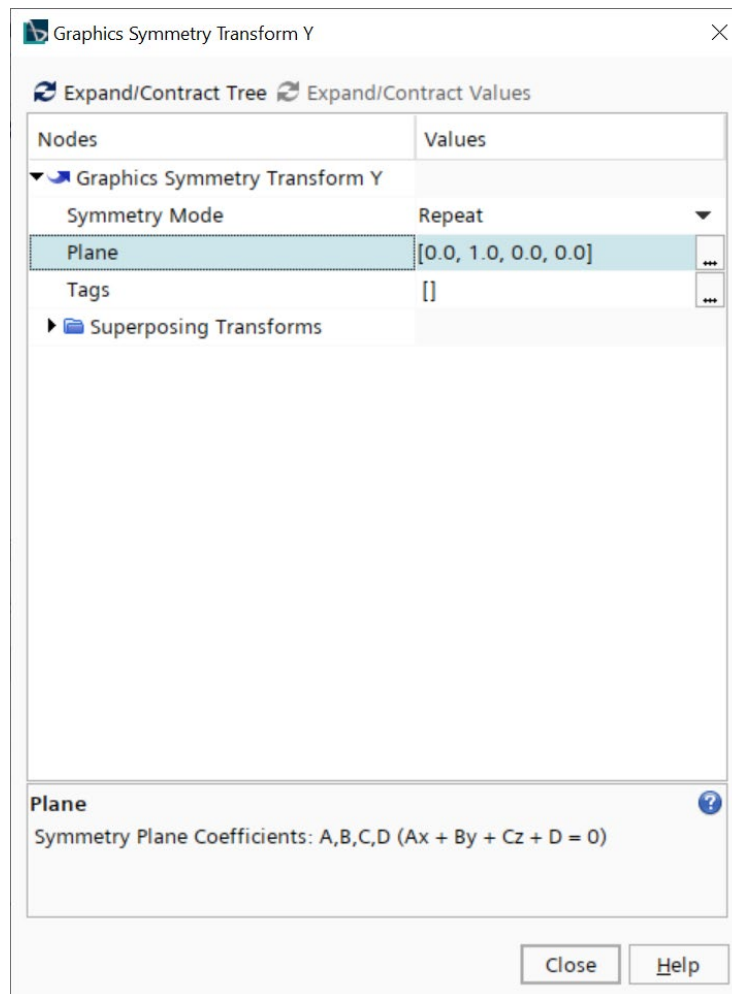 Graphics Symmetry Transform Y
Expand/Contract Tree Expand/Contract Values
Nodes Values
Graphics Symmetry Transform Y
Symmetry Mode Repeat
Plane [0.0, 1.0, 0.0, 0.0] ...
Tags [] ...
Superposing Transforms
Plane
Symmetry Plane Coefficients: A,B,C,D (Ax + By + Cz + D = 0)
Close Help